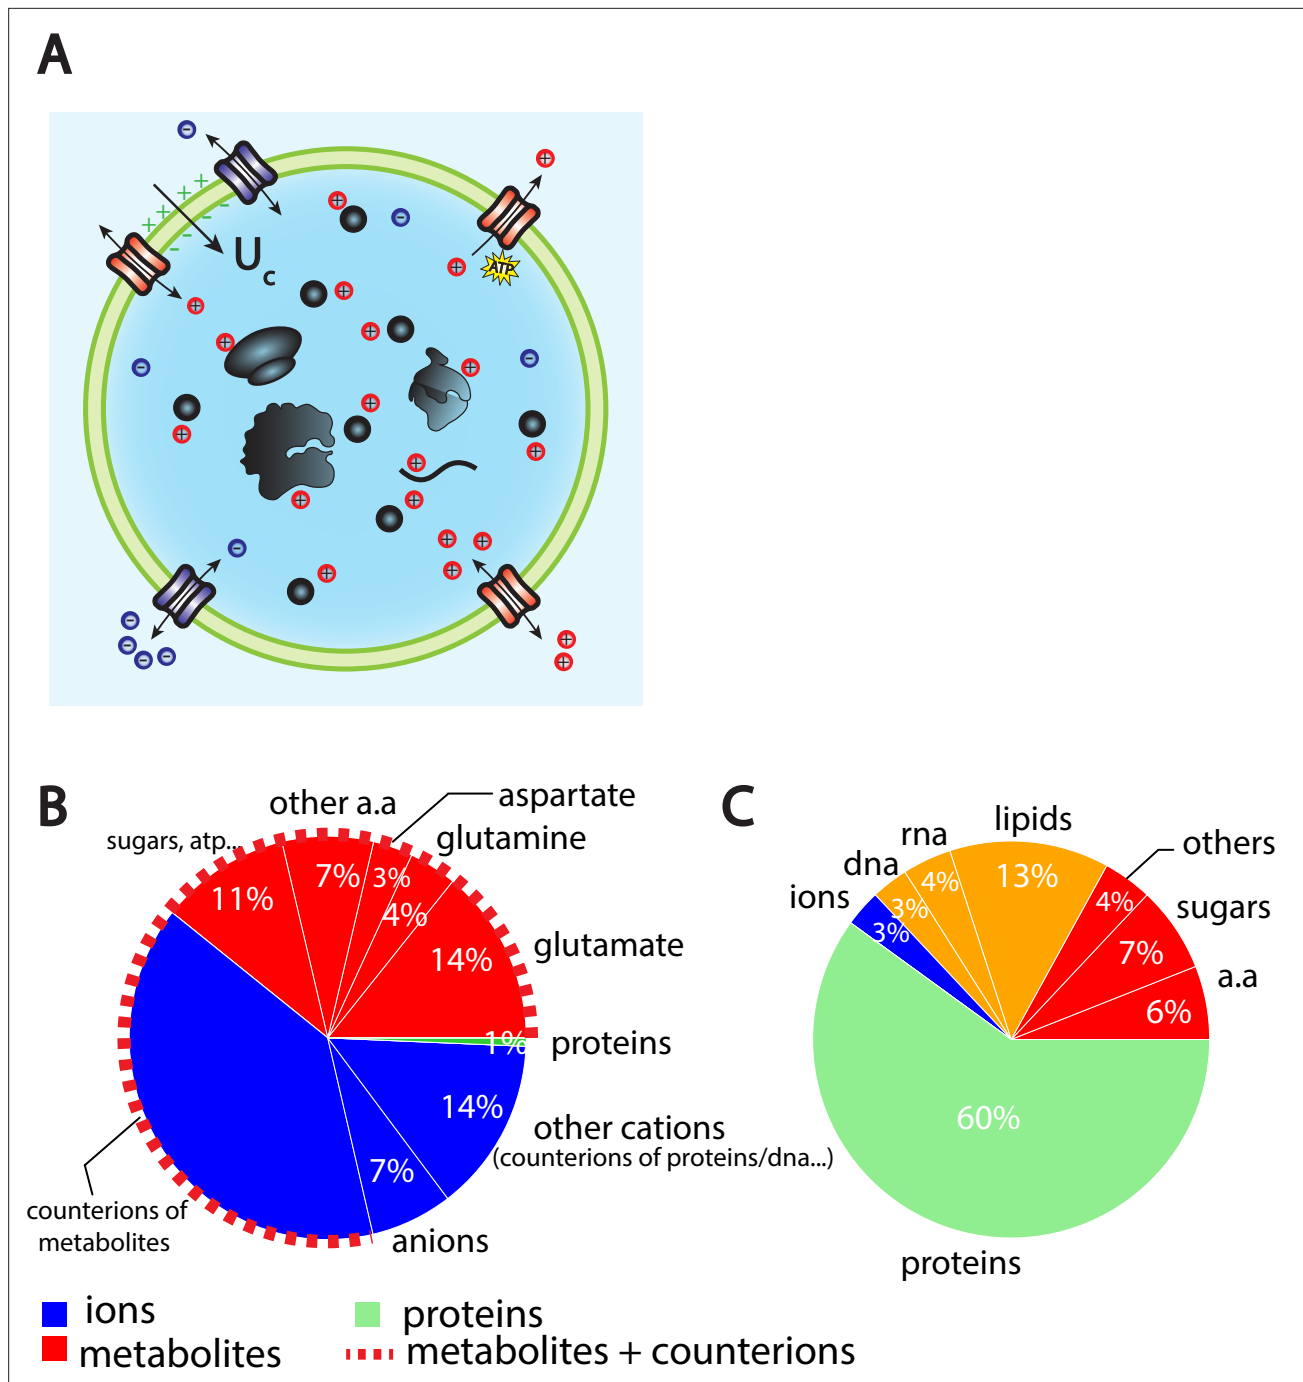 A
U
c
ATP
B
other a.a
aspartate
glutamine
sugars, atp...
7%
3%
11%
4%
glutamate
14%
1%
proteins
14%
other cations
(counterions of proteins/dna...)
7%
counterions of
metabolites
anions
C
lipids
rna
others
dna
ions
13%
4%
4%
sugars
3%
3%
7%
a.a
6%
60%
proteins
ions
proteins
metabolites
metabolites + counterions